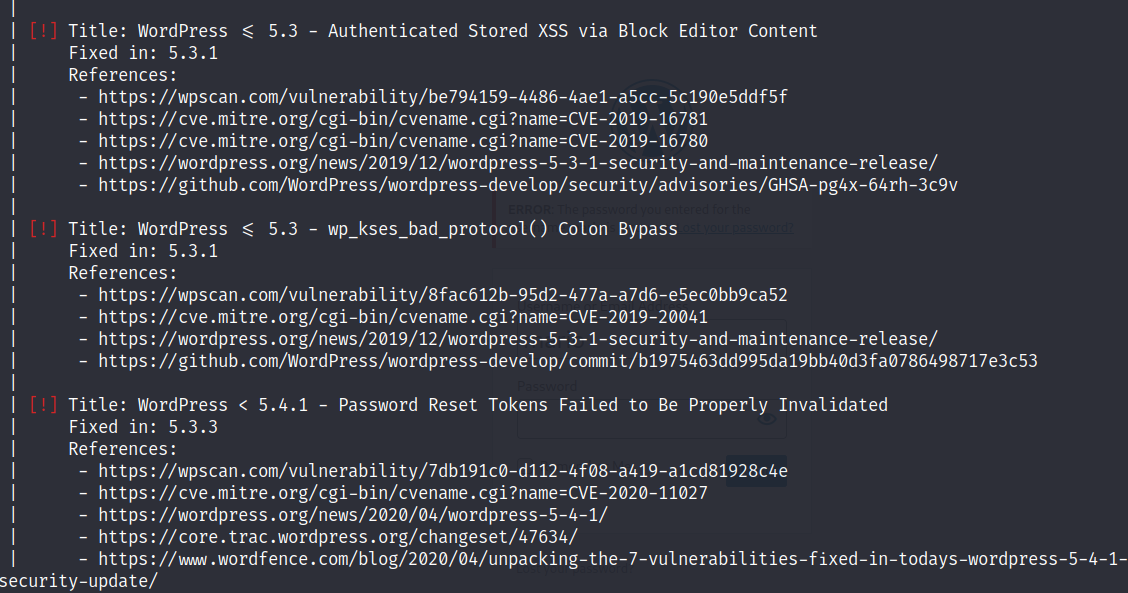 |
| [!] Title: WordPress <= 5.3 - Authenticated Stored XSS via Block Editor Content
|     Fixed in: 5.3.1
|     References:
|      - https://wpscan.com/vulnerability/be794159-4486-4ae1-a5cc-5c190e5ddf5f
|      - https://cve.mitre.org/cgi-bin/cvename.cgi?name=CVE-2019-16781
|      - https://cve.mitre.org/cgi-bin/cvename.cgi?name=CVE-2019-16780
|      - https://wordpress.org/news/2019/12/wordpress-5-3-1-security-and-maintenance-release/
|      - https://github.com/WordPress/wordpress-develop/security/advisories/GHSA-pg4x-64rh-3c9v
|
ERROR: The password you entered for the
| [!] Title: WordPress <= 5.3 - wp_kses_bad_protocol() Colon Bypass
lost your password?
|     Fixed in: 5.3.1
|     References:
|      - https://wpscan.com/vulnerability/8fac612b-95d2-477a-a7d6-e5ec0bb9ca52
|      - https://cve.mitre.org/cgi-bin/cvename.cgi?name=CVE-2019-20041
|      - https://wordpress.org/news/2019/12/wordpress-5-3-1-security-and-maintenance-release/
|      - https://github.com/WordPress/wordpress-develop/commit/b1975463dd995da19bb40d3fa0786498717e3c53
|
Password
| [!] Title: WordPress < 5.4.1 - Password Reset Tokens Failed to Be Properly Invalidated
|     Fixed in: 5.3.3
|     References:
|      - https://wpscan.com/vulnerability/7db191c0-d112-4f08-a419-a1cd81928c4e
|      - https://cve.mitre.org/cgi-bin/cvename.cgi?name=CVE-2020-11027
|      - https://wordpress.org/news/2020/04/wordpress-5-4-1/
|      - https://core.trac.wordpress.org/changeset/47634/
|      - https://www.wordfence.com/blog/2020/04/unpacking-the-7-vulnerabilities-fixed-in-todays-wordpress-5-4-1-
security-update/